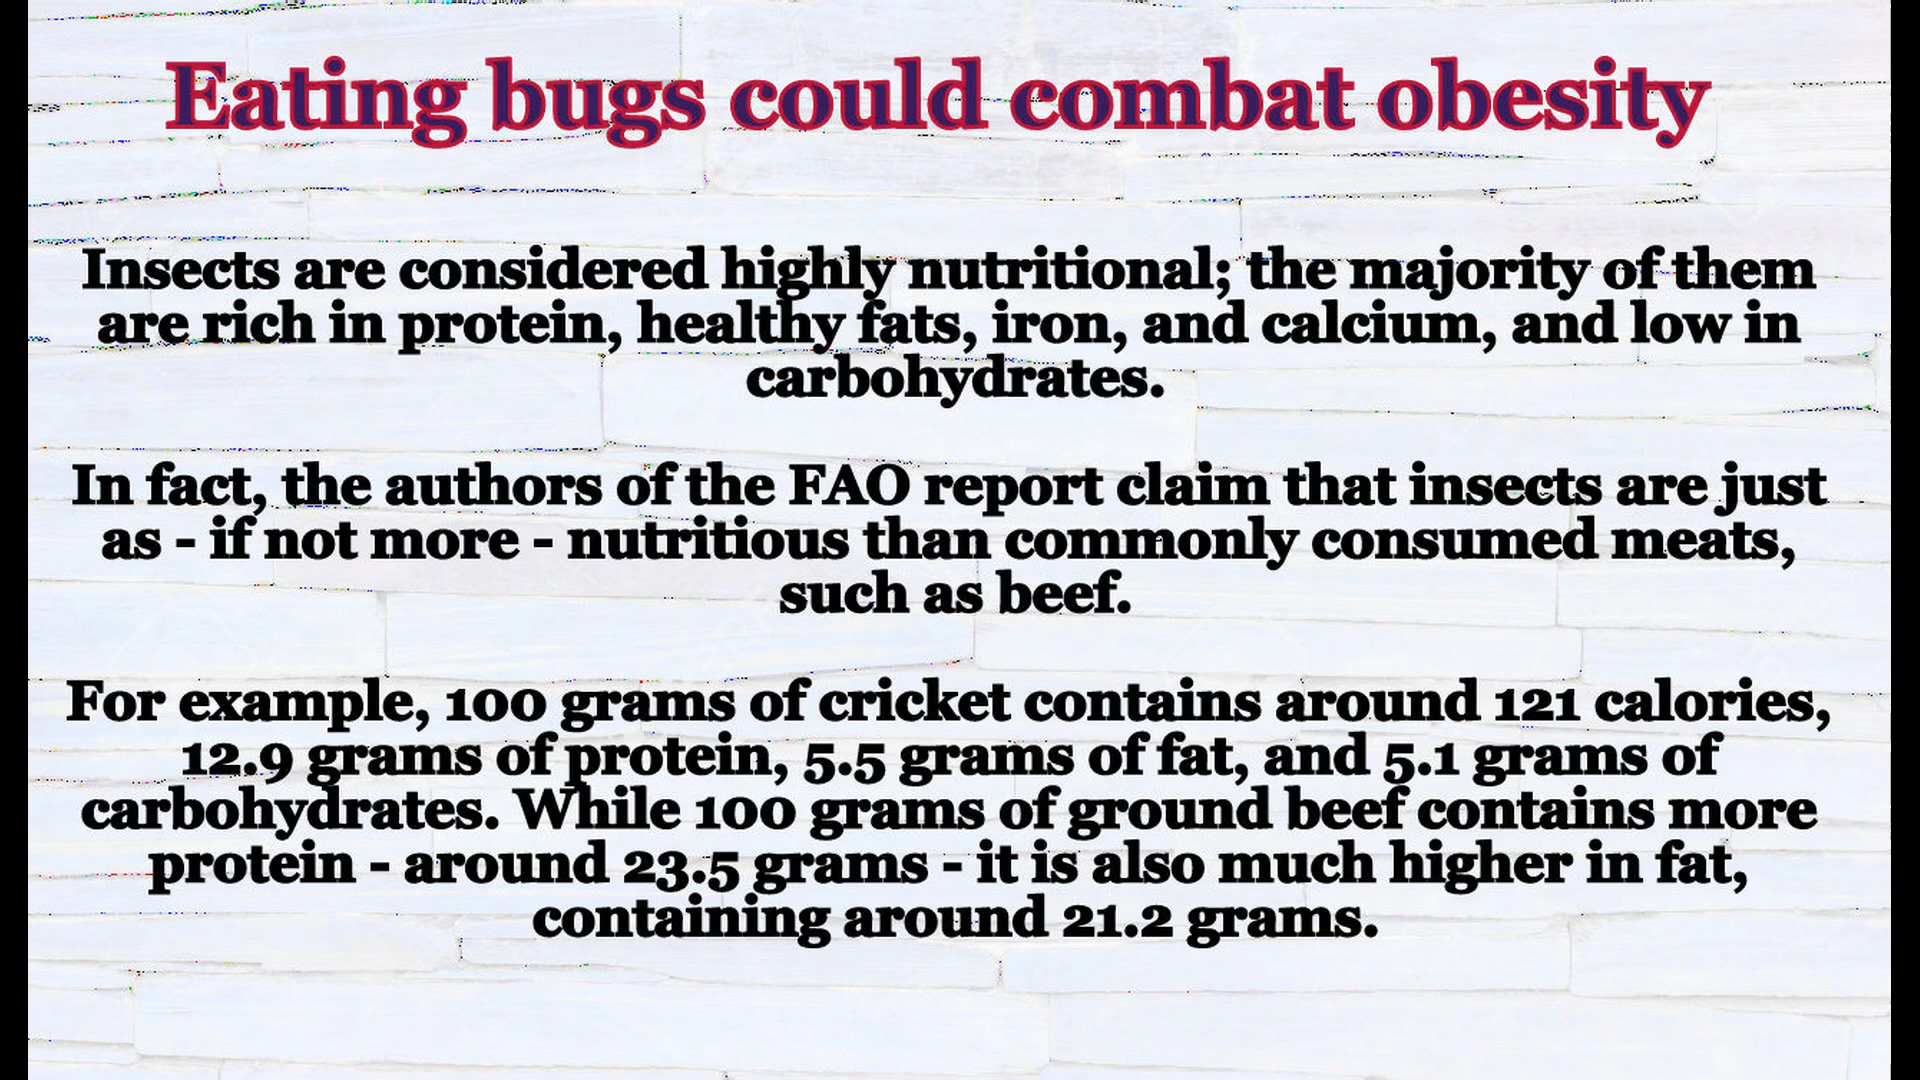 Eating bugs could combat obesity
Insects are considered highly nutritional; the majority of them
are rich in protein, healthy fats, iron, and calcium, and low in
carbohydrates.
In fact, the authors of the FAO report claim that insects are just
as - if not more - nutritious than commonly consumed meats,
such as beef.
For example, 100 grams of cricket contains around 121 calories,
12.9 grams of protein, 5.5 grams of fat, and 5.1 grams of
carbohydrates. While 100 grams of ground beef contains more
protein - around 23.5 grams - it is also much higher in fat,
containing around 21.2 grams.